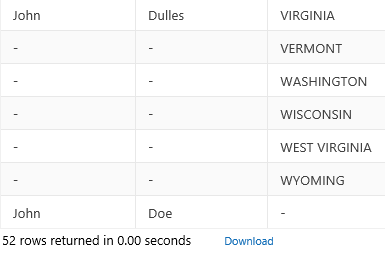 John Dulles VIRGINIA
- - VERMONT
- - WASHINGTON
- - WISCONSIN
- - WEST VIRGINIA
- - WYOMING
John Doe -
52 rows returned in 0.00 seconds Download